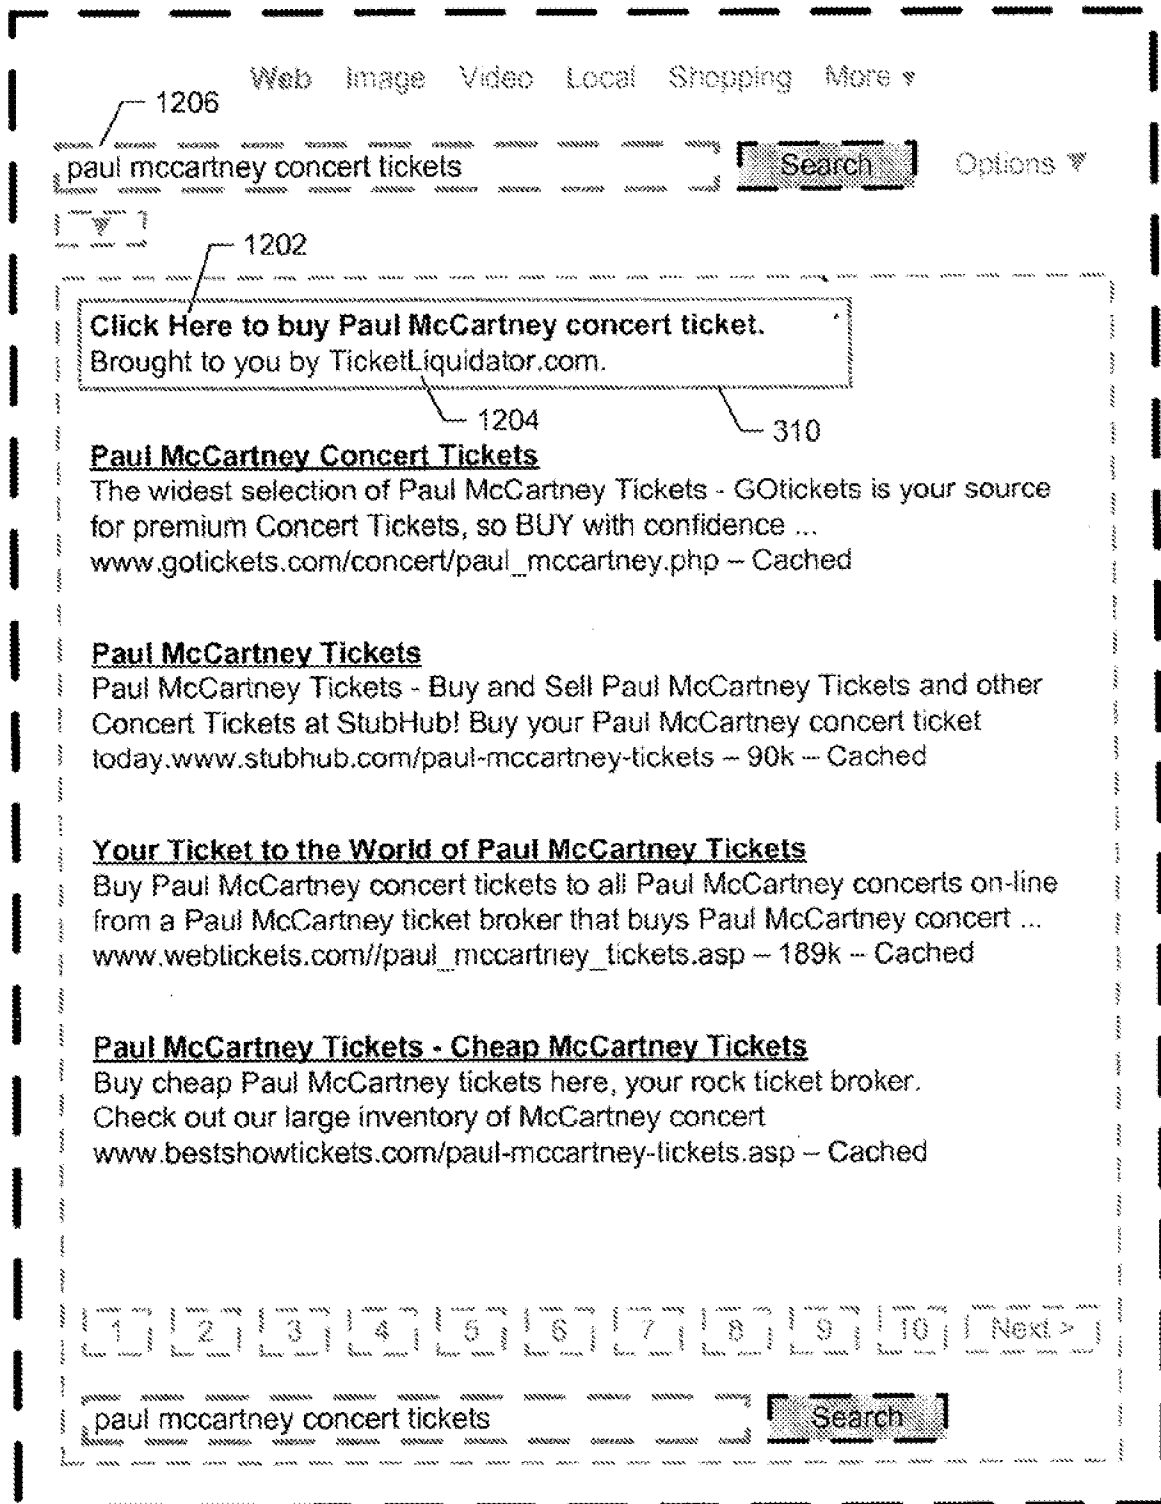 Web Image Video Local Shopping More ▼
1206
paul mccartney concert tickets Search Options ▼
▼
1202
Click Here to buy Paul McCartney concert ticket.
Brought to you by TicketLiquidator.com.
1204
310
Paul McCartney Concert Tickets
The widest selection of Paul McCartney Tickets - GOtickets is your source
for premium Concert Tickets, so BUY with confidence ...
www.gotickets.com/concert/paul_mccartney.php – Cached
Paul McCartney Tickets
Paul McCartney Tickets - Buy and Sell Paul McCartney Tickets and other
Concert Tickets at StubHub! Buy your Paul McCartney concert ticket
today.www.stubhub.com/paul-mccartney-tickets – 90k – Cached
Your Ticket to the World of Paul McCartney Tickets
Buy Paul McCartney concert tickets to all Paul McCartney concerts on-line
from a Paul McCartney ticket broker that buys Paul McCartney concert ...
www.webtickets.com//paul_mccartney_tickets.asp – 189k – Cached
Paul McCartney Tickets - Cheap McCartney Tickets
Buy cheap Paul McCartney tickets here, your rock ticket broker.
Check out our large inventory of McCartney concert
www.bestshowtickets.com/paul-mccartney-tickets.asp – Cached
1 2 3 4 5 6 7 8 9 10 Next >
paul mccartney concert tickets Search